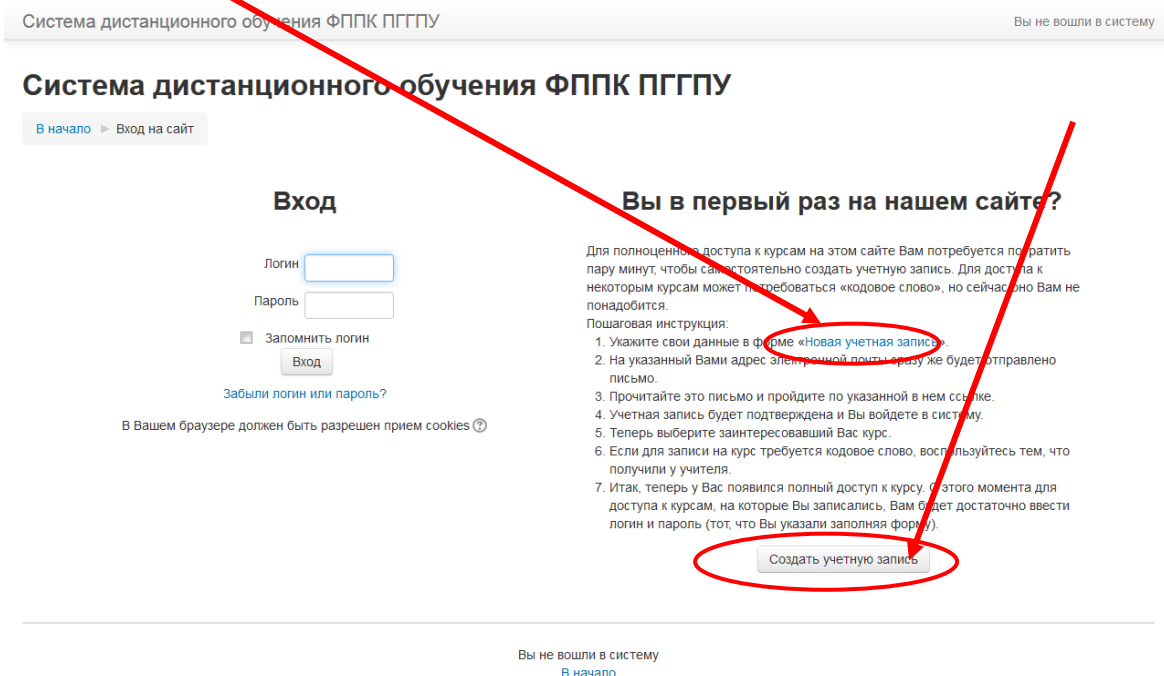 Система дистанционного обучения ФППК ПГГПУ
Вы не вошли в систему
Система дистанционного обучения ФППК ПГГПУ
В начало ► Вход на сайт
Вход
Логин
Пароль
Запомнить логин
Вход
Забыли логин или пароль?
В Вашем браузере должен быть разрешен прием cookies ?
Вы в первый раз на нашем сайте?
Для полноценного доступа к курсам на этом сайте Вам потребуется потратить
пару минут, чтобы самостоятельно создать учетную запись. Для доступа к
некоторым курсам может потребоваться «кодовое слово», но сейчас оно Вам не
понадобится.
Пошаговая инструкция:
1. Укажите свои данные в форме «Новая учетная запись».
2. На указанный Вами адрес электронной почты сразу же будет отправлено
письмо.
3. Прочитайте это письмо и пройдите по указанной в нем ссылке.
4. Учетная запись будет подтверждена и Вы войдете в систему.
5. Теперь выберите заинтересовавший Вас курс.
6. Если для записи на курс требуется кодовое слово, воспользуйтесь тем, что
получили у учителя.
7. Итак, теперь у Вас появился полный доступ к курсу. С этого момента для
доступа к курсам, на которые Вы записались, Вам будет достаточно ввести
логин и пароль (тот, что Вы указали заполняя форму).
Создать учетную запись
Вы не вошли в систему
В начало